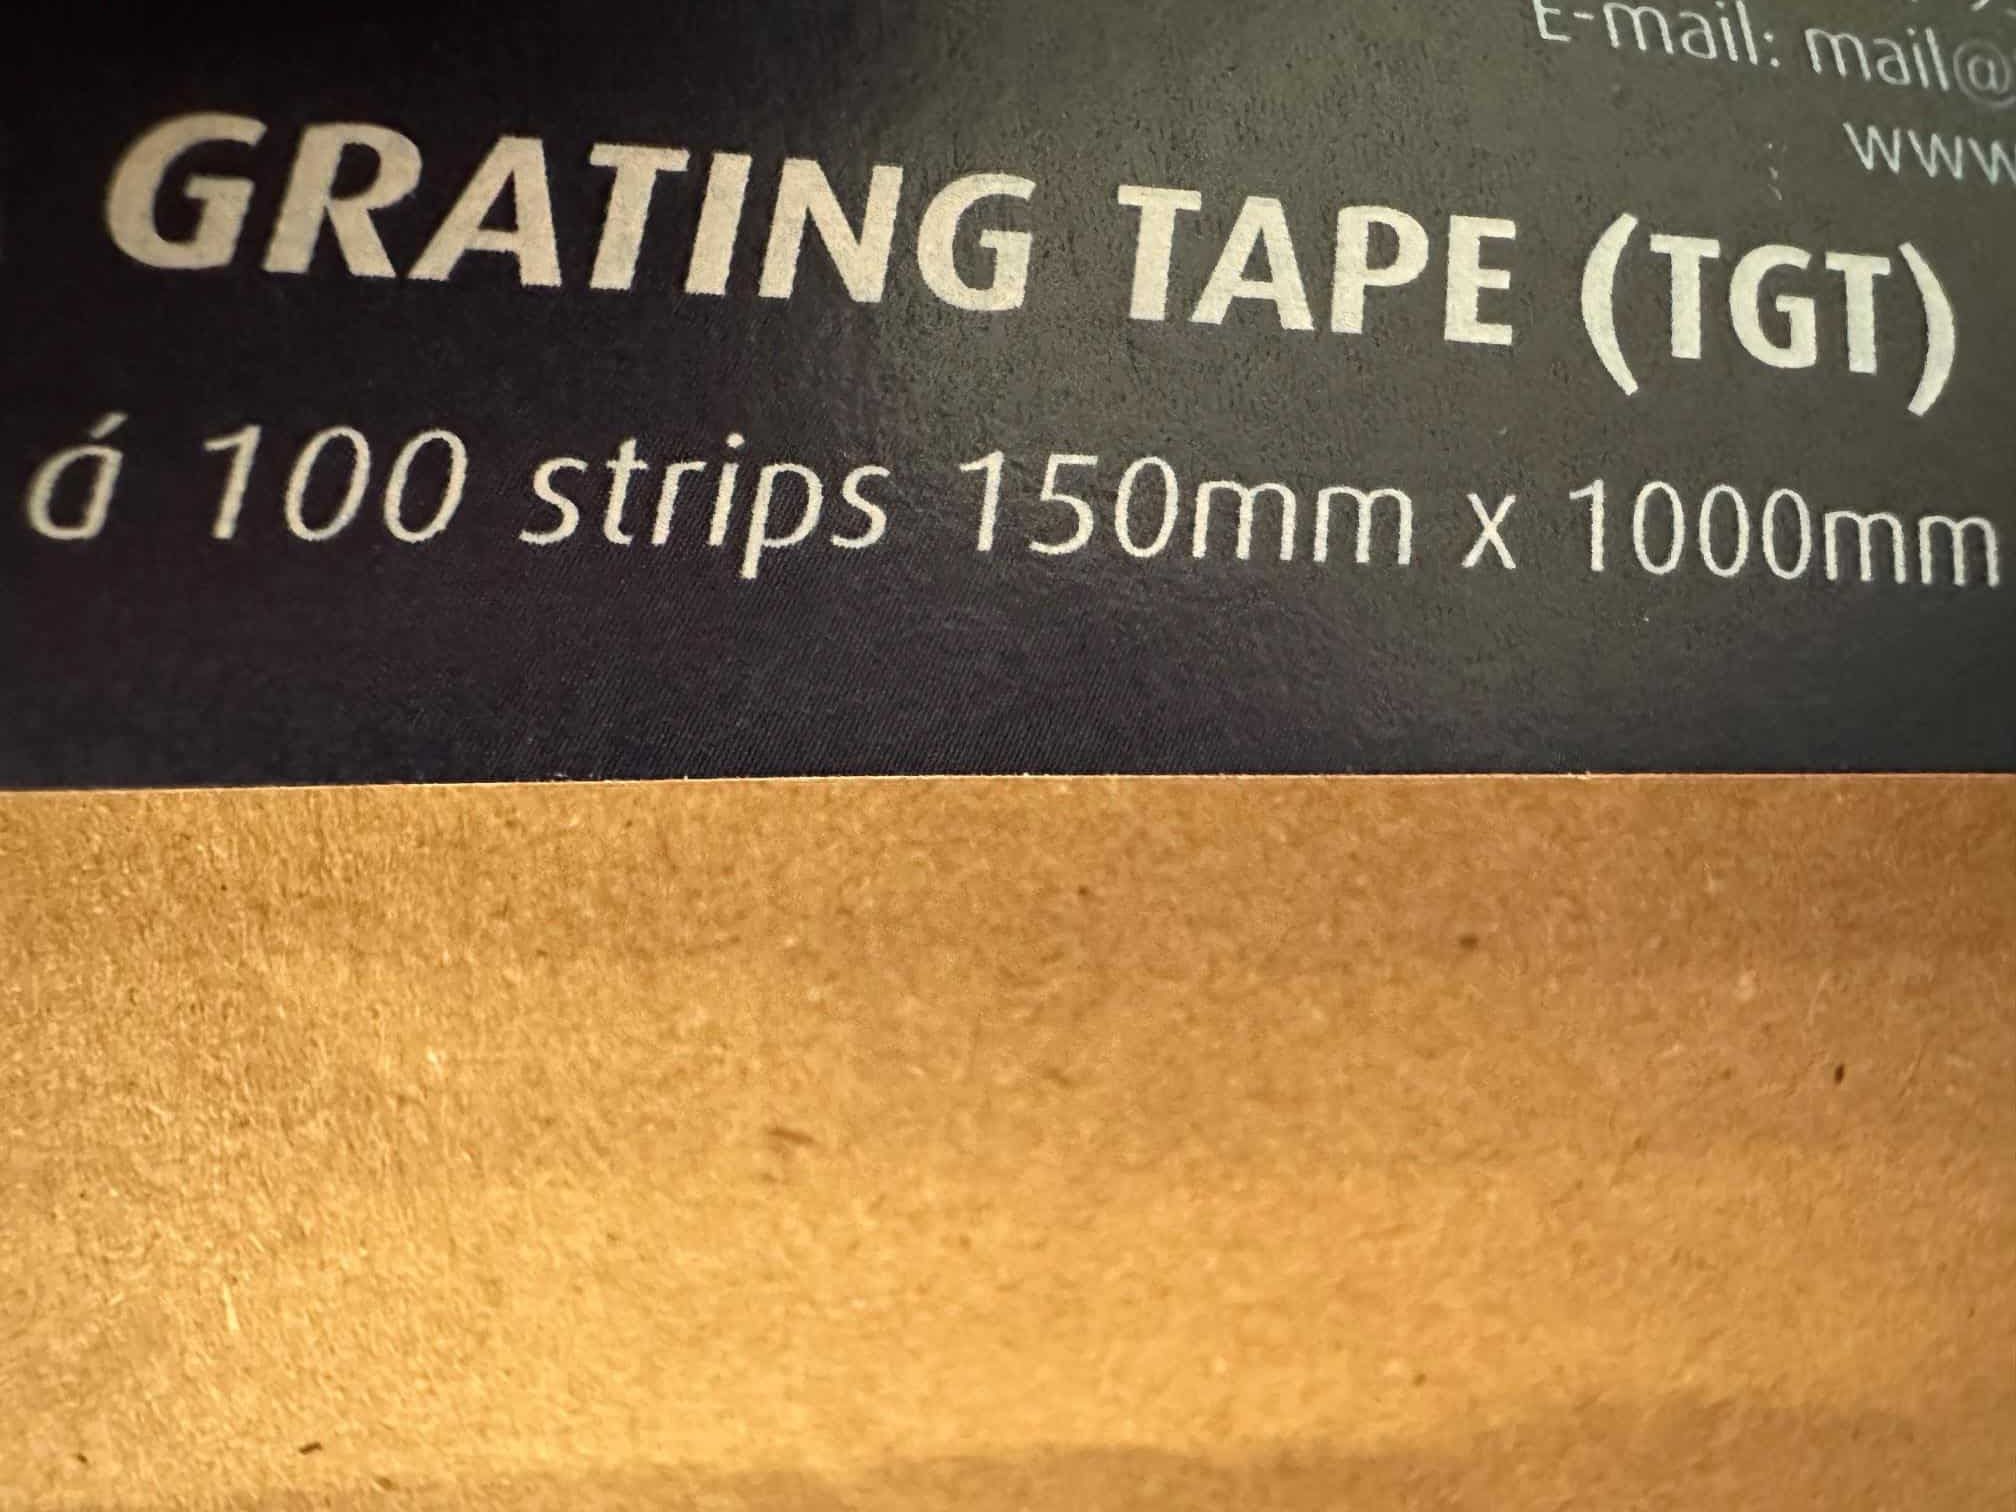 E-mail: mail@
www.
GRATING TAPE (TGT)
á 100 strips 150mm x 1000mm